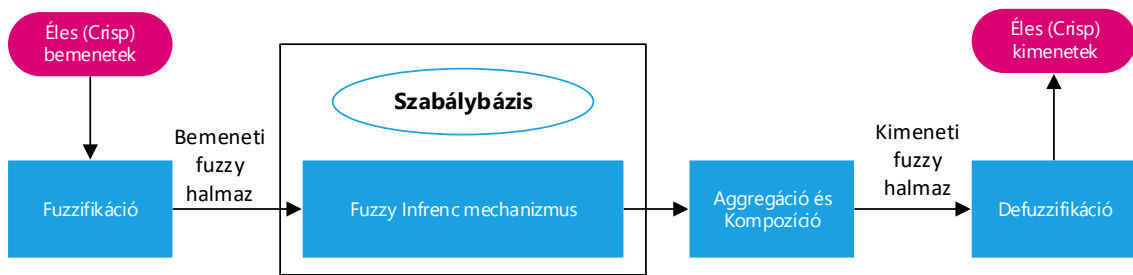 Éles (Crisp)
bemenetek
Fuzzifikáció
Bemeneti
fuzzy
halmaz
Szabálybázis
Fuzzy Infrenc mechanizmus
Aggregáció és
Kompozíció
Kimeneti
fuzzy
halmaz
Defuzzifikáció
Éles (Crisp)
kimenetek